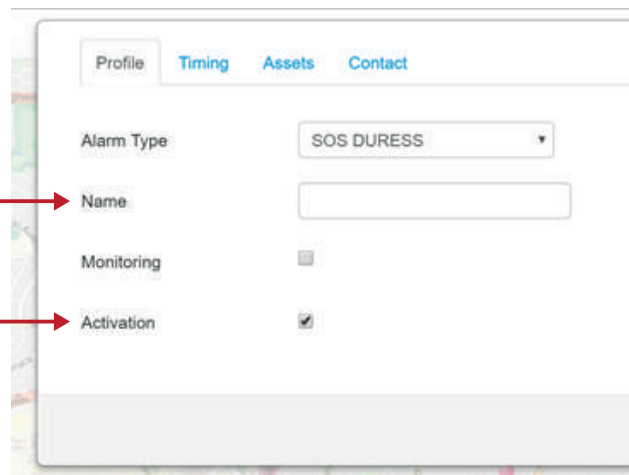 Profile Timing Assets Contact
Alarm Type SOS DURESS
Name
Monitoring
Activation